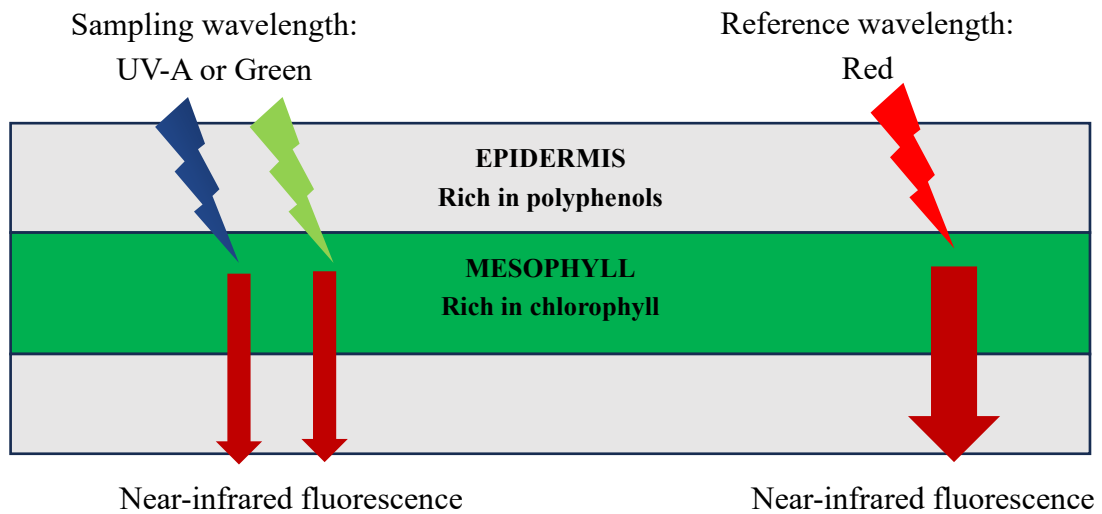 Sampling wavelength:
UV-A or Green
Reference wavelength:
Red
EPIDERMIS
Rich in polyphenols
MESOPHYLL
Rich in chlorophyll
Near-infrared fluorescence
Near-infrared fluorescence